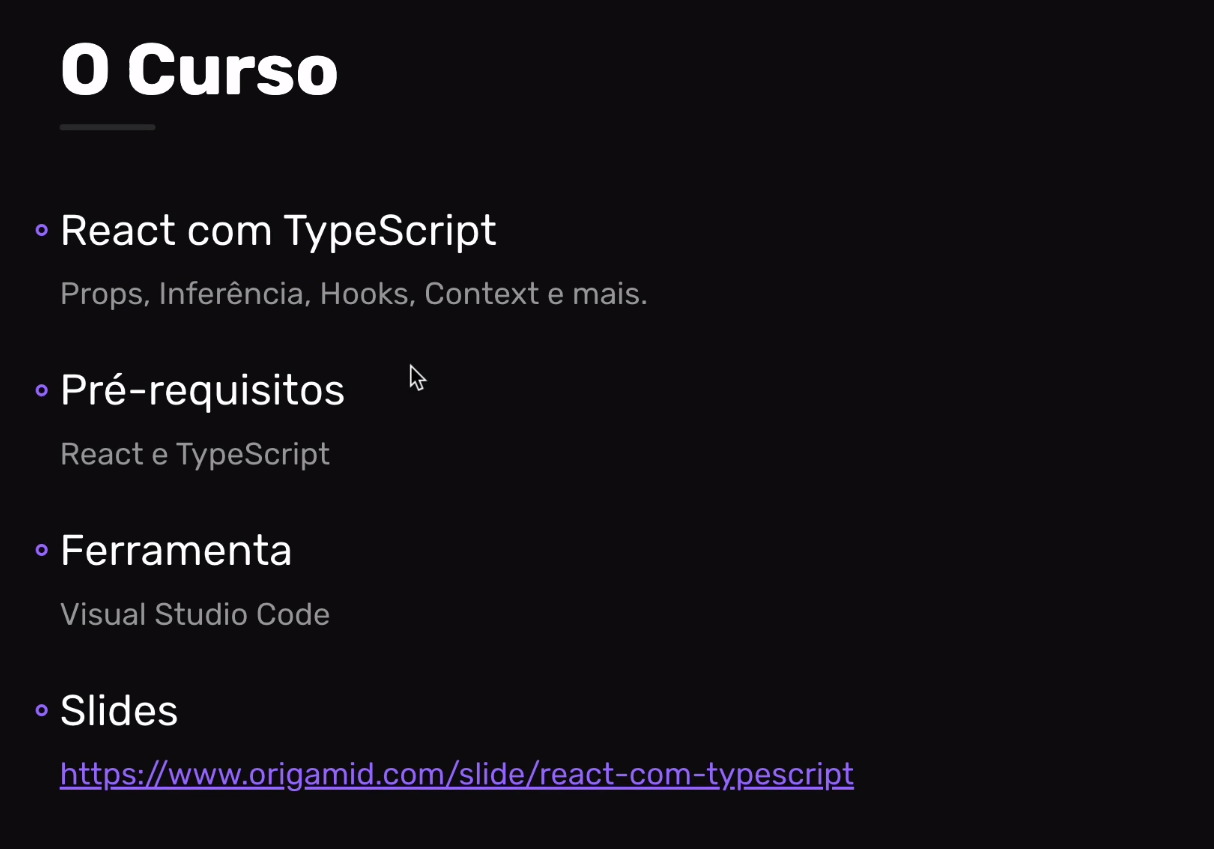 O Curso
React com TypeScript
Props, Inferência, Hooks, Context e mais.
Pré-requisitos
React e TypeScript
Ferramenta
Visual Studio Code
Slides
https://www.origamid.com/slide/react-com-typescript